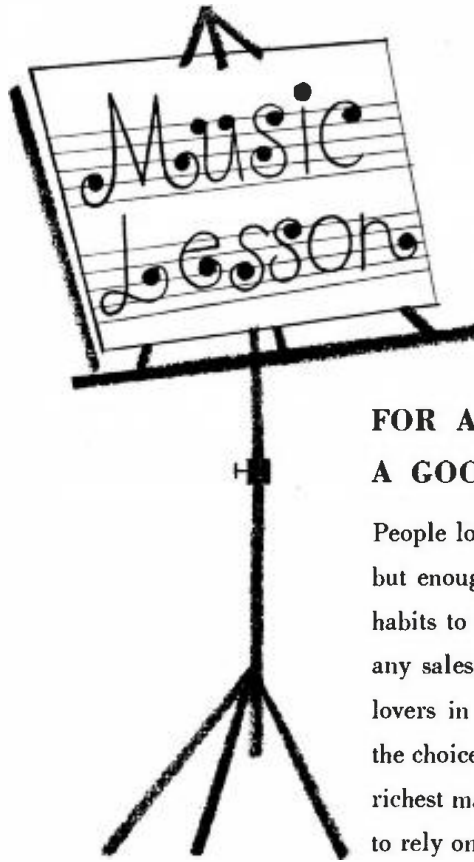 Music
Lesson
FOR A
A GOO
People lo
but enoug
habits to
any sales
lovers in
the choice
richest ma
to rely on